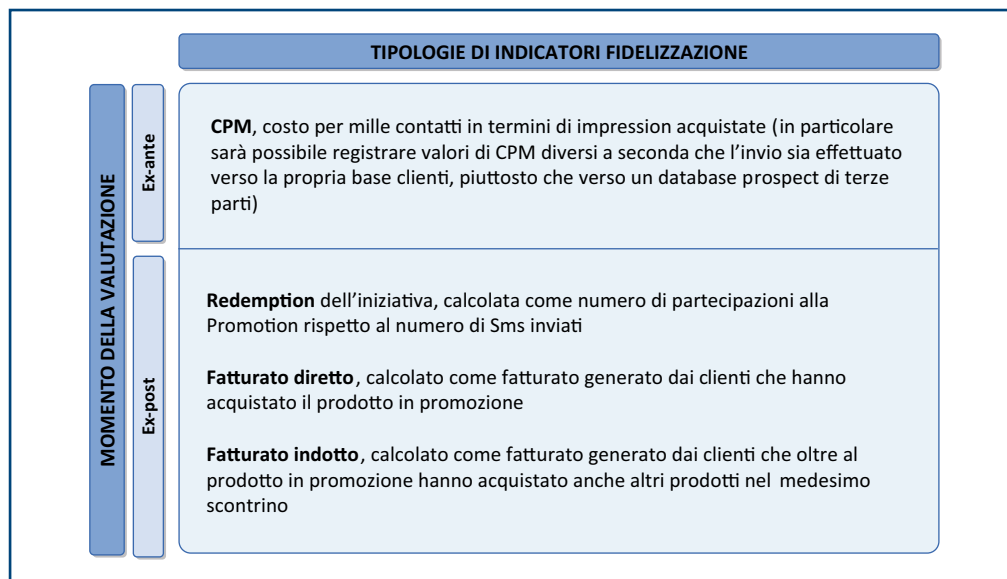 TIPOLOGIE DI INDICATORI FIDELIZZAZIONE
MOMENTO DELLA VALUTAZIONE
Ex-ante
CPM, costo per mille contatti in termini di impression acquistate (in particolare
sarà possibile registrare valori di CPM diversi a seconda che l’invio sia effettuato
verso la propria base clienti, piuttosto che verso un database prospect di terze
parti)
Ex-post
Redemption dell’iniziativa, calcolata come numero di partecipazioni alla
Promotion rispetto al numero di Sms inviati
Fatturato diretto, calcolato come fatturato generato dai clienti che hanno
acquistato il prodotto in promozione
Fatturato indotto, calcolato come fatturato generato dai clienti che oltre al
prodotto in promozione hanno acquistato anche altri prodotti nel medesimo
scontrino